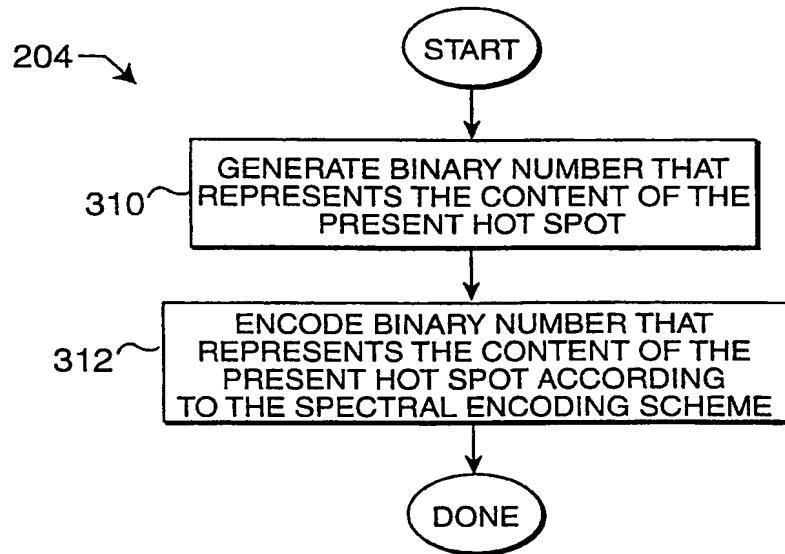 204
START
310
GENERATE BINARY NUMBER THAT
REPRESENTS THE CONTENT OF THE
PRESENT HOT SPOT.
312
ENCODE BINARY NUMBER THAT
REPRESENTS THE CONTENT OF THE
PRESENT HOT SPOT ACCORDING
TO THE SPECTRAL ENCODING SCHEME
DONE